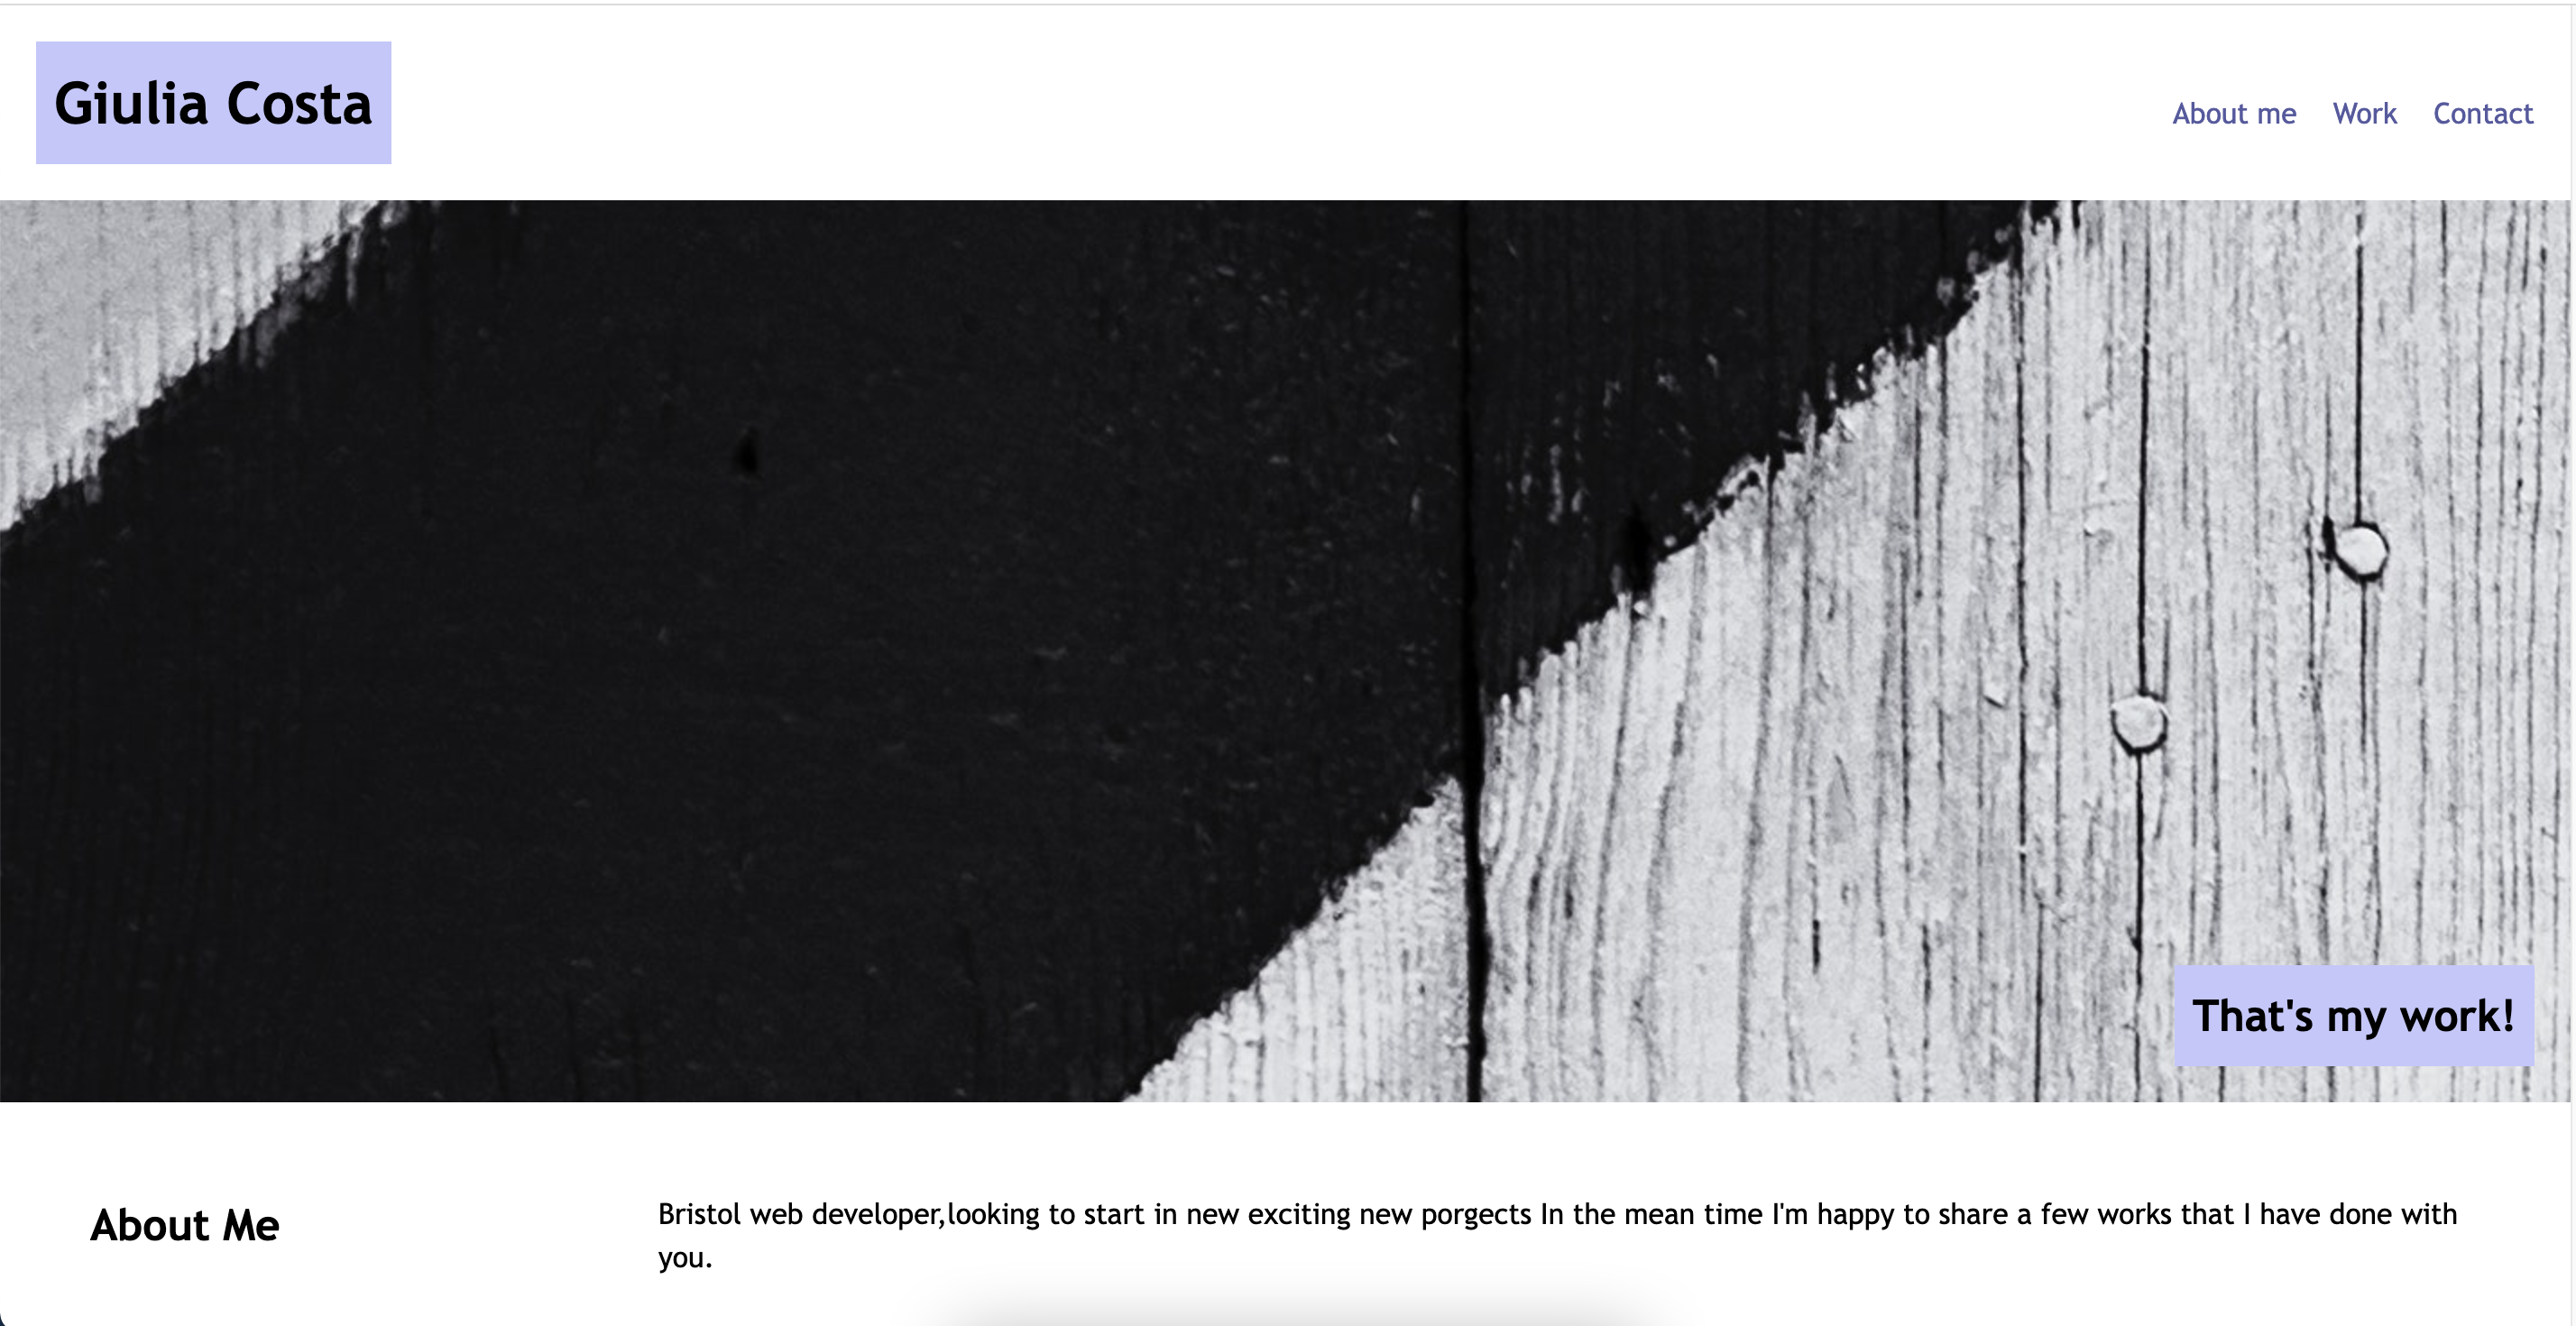 Giulia Costa
About me Work Contact
That's my work!
About Me
Bristol web developer,looking to start in new exciting new porgects In the mean time I'm happy to share a few works that I have done with
you.